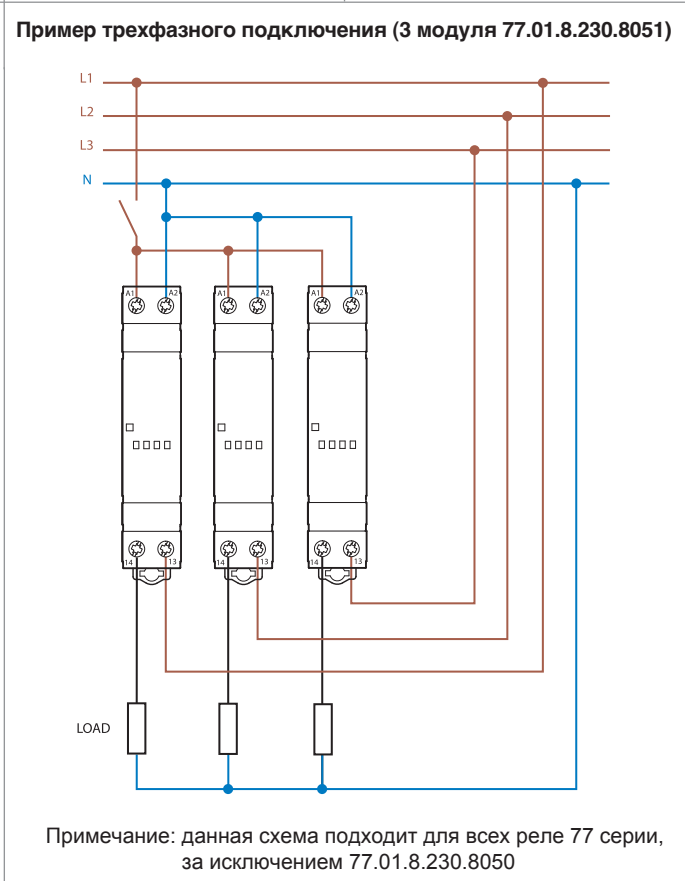 Пример трехфазного подключения (3 модуля 77.01.8.230.8051)
L1
L2
L3
N
A1 A2 A1 A2 A1 A2
14 13 14 13 14 13
LOAD
Примечание: данная схема подходит для всех реле 77 серии,
за исключением 77.01.8.230.8050